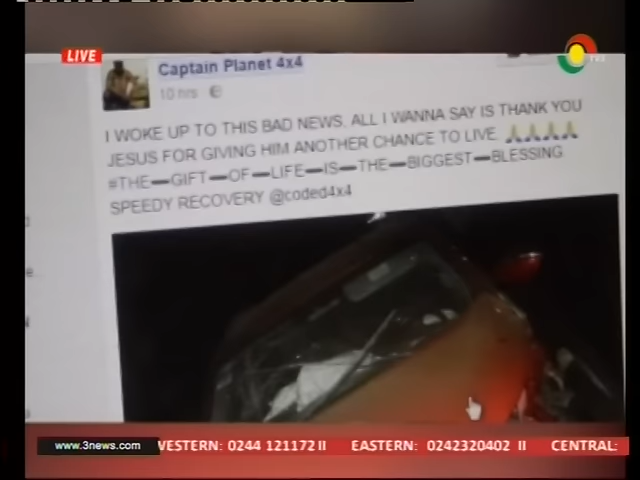 LIVE
Captain Planet 4x4
10 hrs
I WOKE UP TO THIS BAD NEWS. ALL I WANNA SAY IS THANK YOU
JESUS FOR GIVING HIM ANOTHER CHANCE TO LIVE 🙏🙏🙏🙏
#THE—GIFT—OF—LIFE—IS—THE—BIGGEST—BLESSING
SPEEDY RECOVERY @coded4x4
www.3news.com VESTERN: 0244 121172 II EASTERN: 0242320402 II CENTRAL: